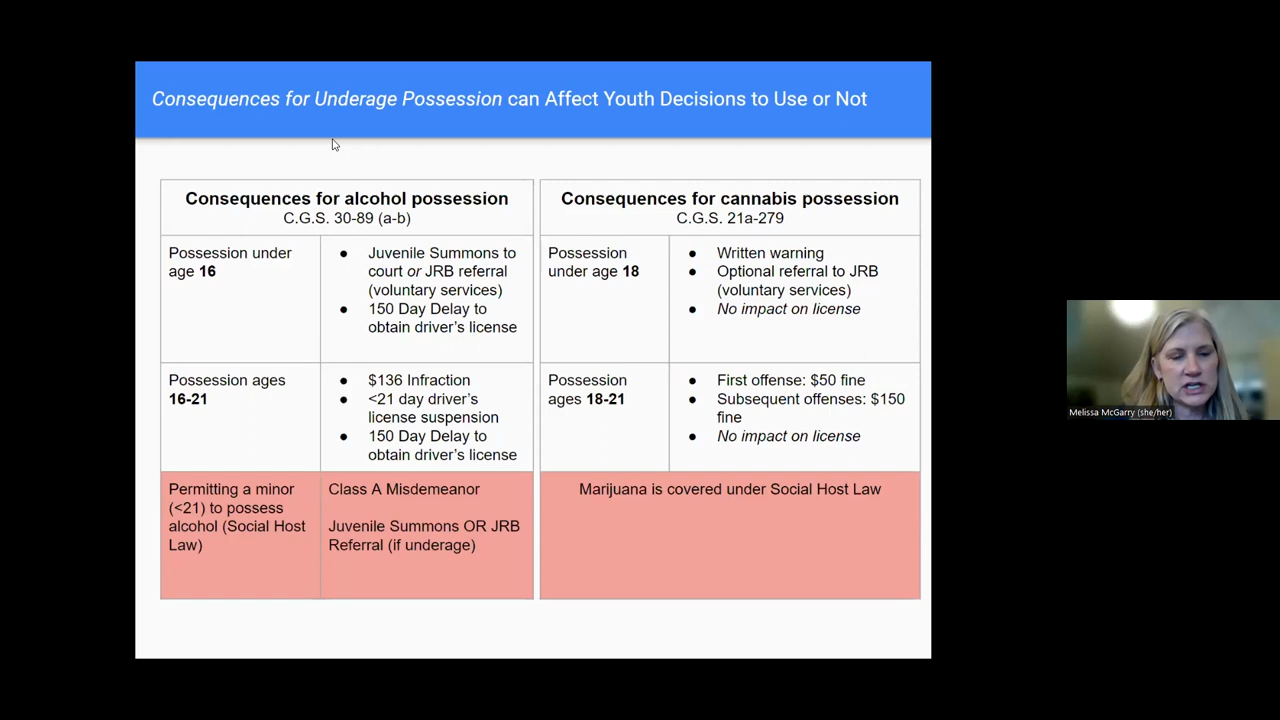 Consequences for Underage Possession can Affect Youth Decisions to Use or Not
Consequences for alcohol possession
C.G.S. 30-89 (a-b)
Possession under
age 16
● Juvenile Summons to
court or JRB referral
(voluntary services)
● 150 Day Delay to
obtain driver's license
Possession ages
16-21
● $136 Infraction
● <21 day driver's
license suspension
● 150 Day Delay to
obtain driver's license
Permitting a minor
(<21) to possess
alcohol (Social Host
Law)
Class A Misdemeanor
Juvenile Summons OR JRB
Referral (if underage)
Consequences for cannabis possession
C.G.S. 21a-279
Possession
under age 18
● Written warning
● Optional referral to JRB
(voluntary services)
● No impact on license
Possession
ages 18-21
● First offense: $50 fine
● Subsequent offenses: $150
fine
● No impact on license
Marijuana is covered under Social Host Law
Melissa McGarry (she/her)